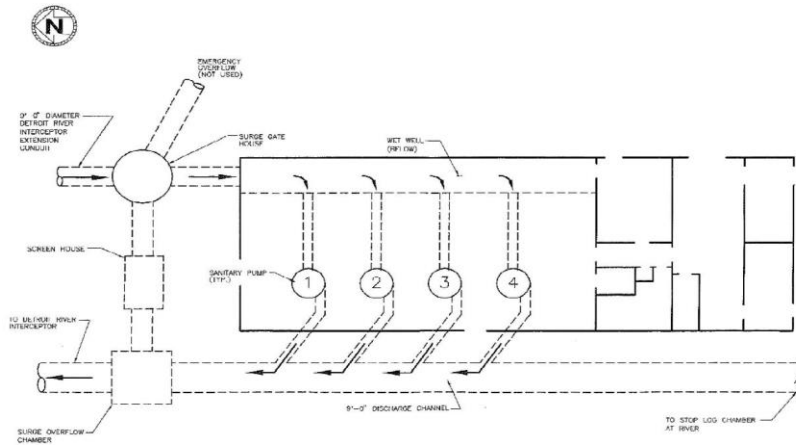 N
EMERGENCY
OVERFLOW
(NOT USED)
DIAMETER
DETROIT RIVER
INTERCEPTOR
EXTENSION
CONDUIT
SURGE GATE
HOUSE
WET WELL
(BELOW)
SCREEN HOUSE
SANITARY PUMP
(TYP.)
1
2
3
4
TO DETROIT RIVER
INTERCEPTOR
9'-0" DISCHARGE CHANNEL
SURGE OVERFLOW
CHAMBER
TO STOP LOG CHAMBER
AT RIVER